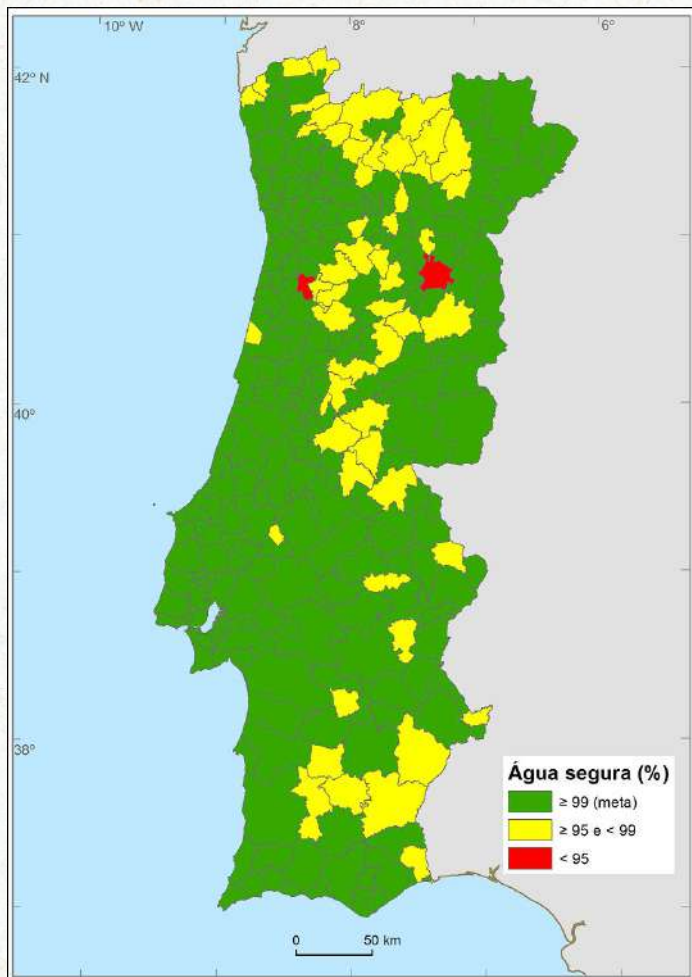 10° W
8°
6°
42° N
40°
38°
Água segura (%)
≥ 99 (meta)
≥ 95 e < 99
< 95
0 50 km